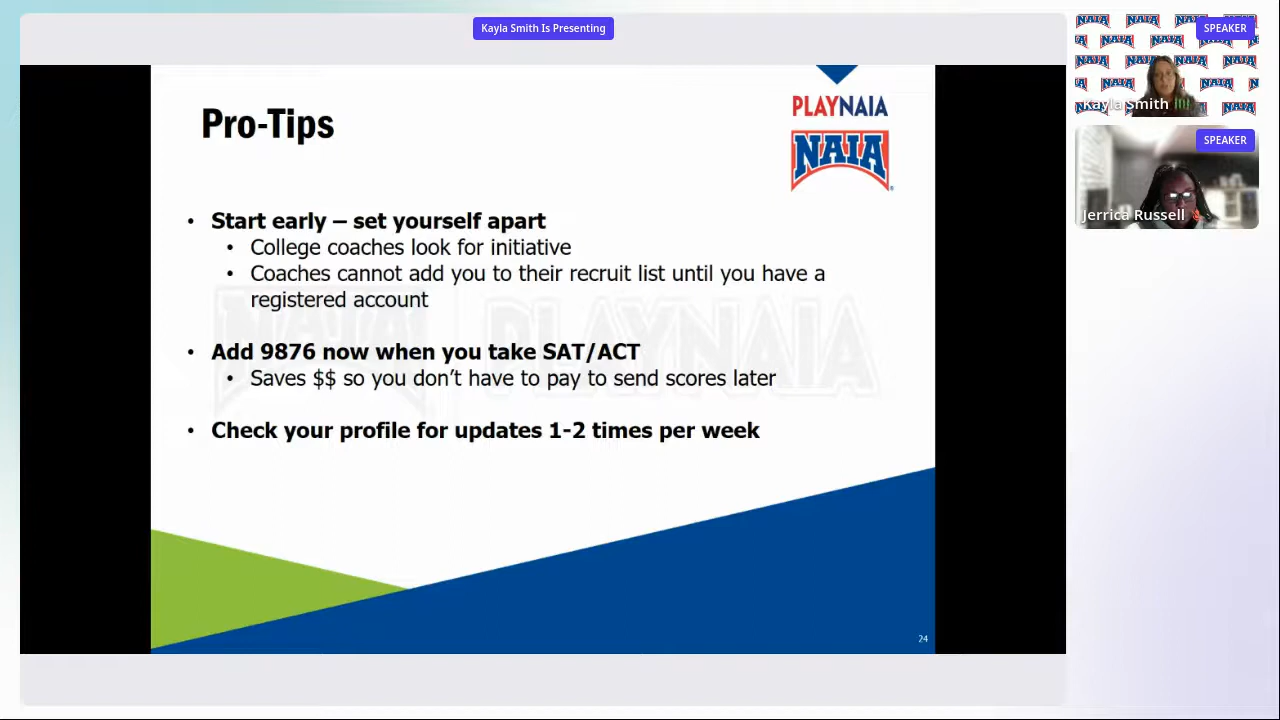 Kayla Smith Is Presenting
Pro-Tips
PLAYNAIA
NAIA
• Start early – set yourself apart
• College coaches look for initiative
• Coaches cannot add you to their recruit list until you have a
registered account
• Add 9876 now when you take SAT/ACT
• Saves $$ so you don't have to pay to send scores later
• Check your profile for updates 1-2 times per week
NAIA PLAYNAIA
24
SPEAKER
NAIA
Kayla Smith
SPEAKER
Jerrica Russell